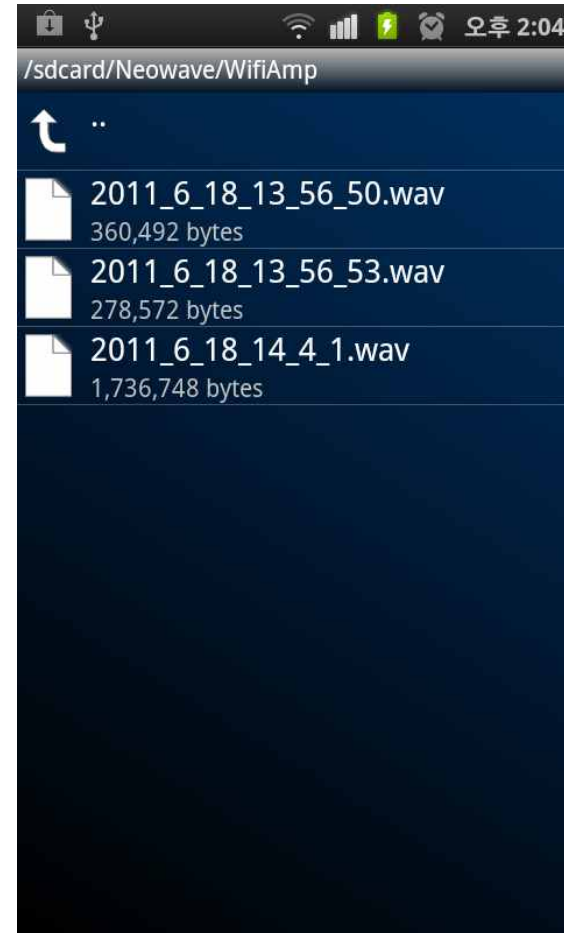 오후 2:04
/sdcard/Neowave/WifiAmp
..
2011_6_18_13_56_50.wav
360,492 bytes
2011_6_18_13_56_53.wav
278,572 bytes
2011_6_18_14_4_1.wav
1,736,748 bytes